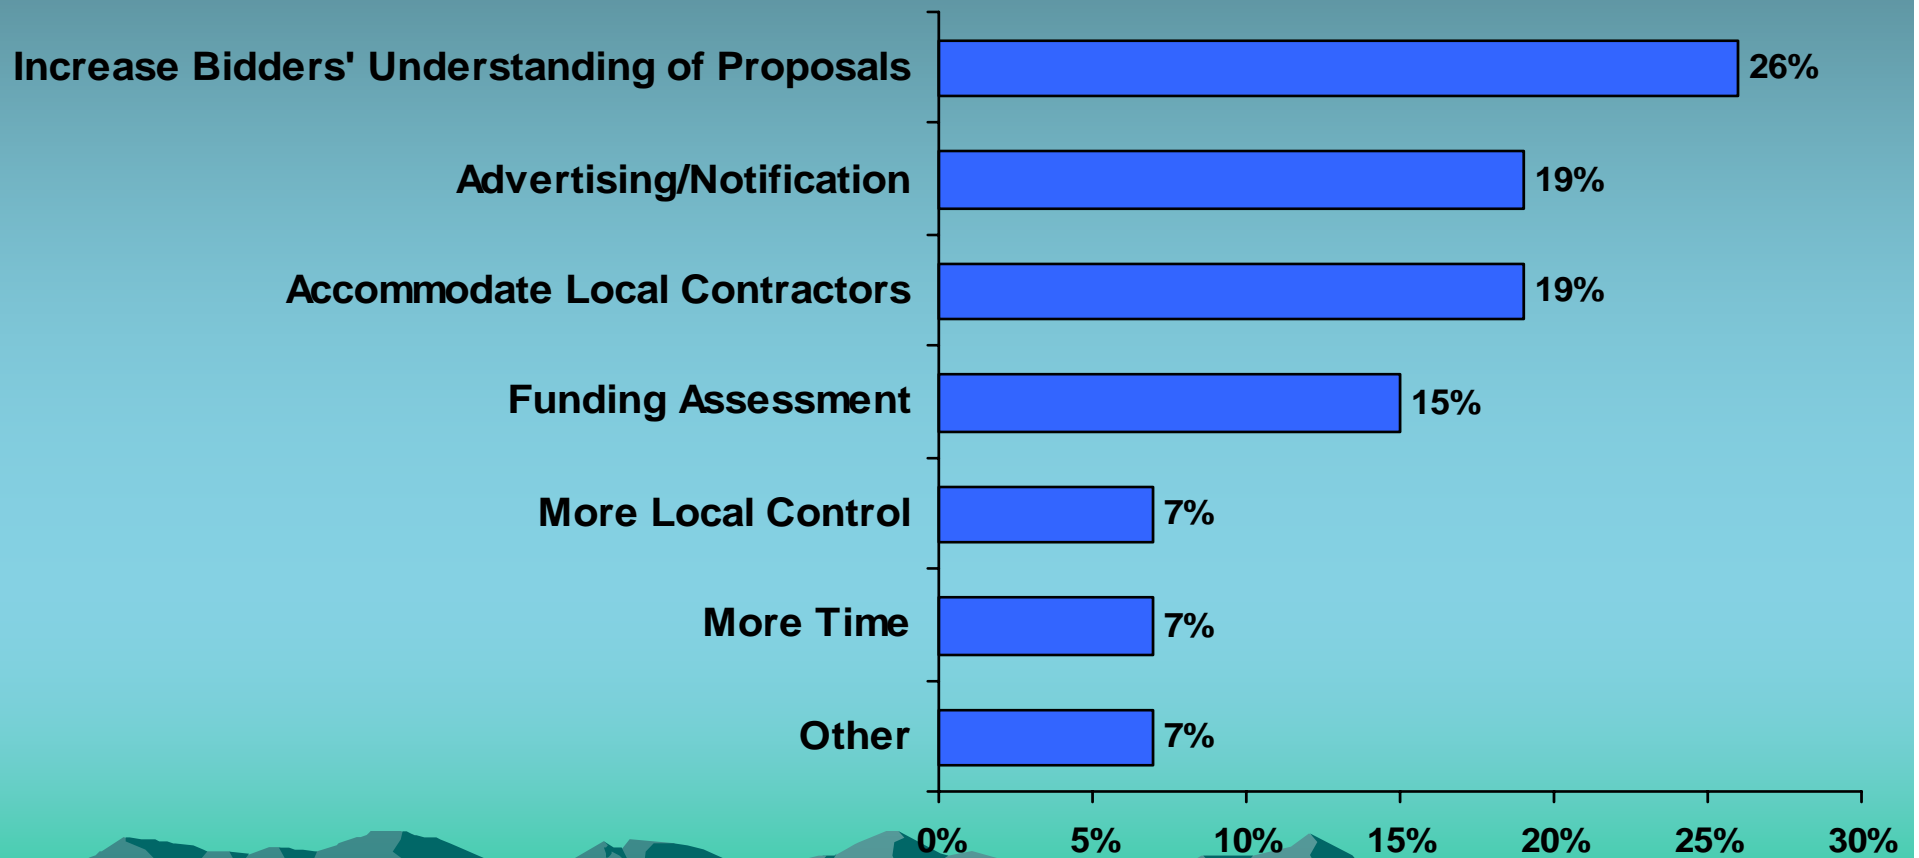 Increase Bidders' Understanding of Proposals 26%
Advertising/Notification 19%
Accommodate Local Contractors 19%
Funding Assessment 15%
More Local Control 7%
More Time 7%
Other 7%
0% 5% 10% 15% 20% 25% 30%